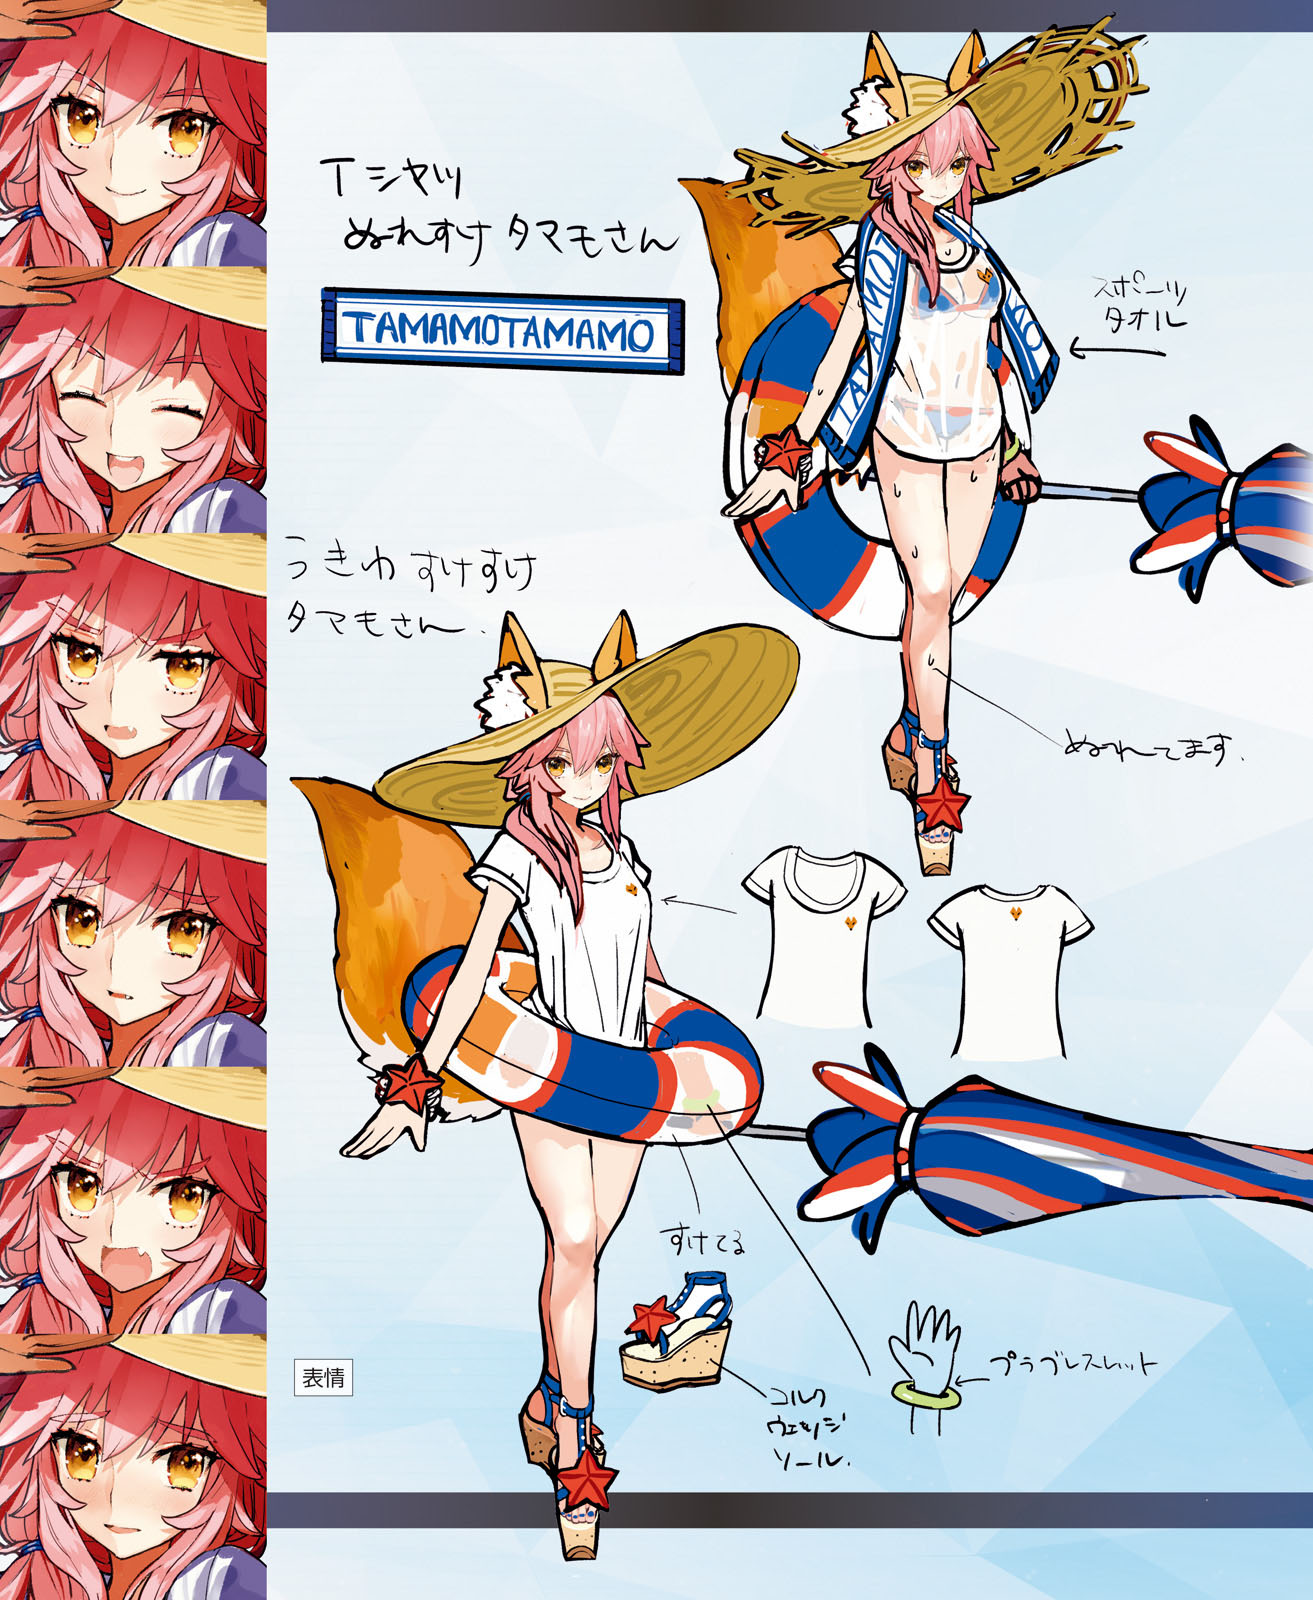 Tシャツ
ぬれすけタマモさん
TAMAMOTAMAMO
スポーツ
タオル
うきわ すけすけ
タマモさん.
ぬれてます.
すけてる
表情
コルク
ウェッジ
ソール.
プラブレスレット